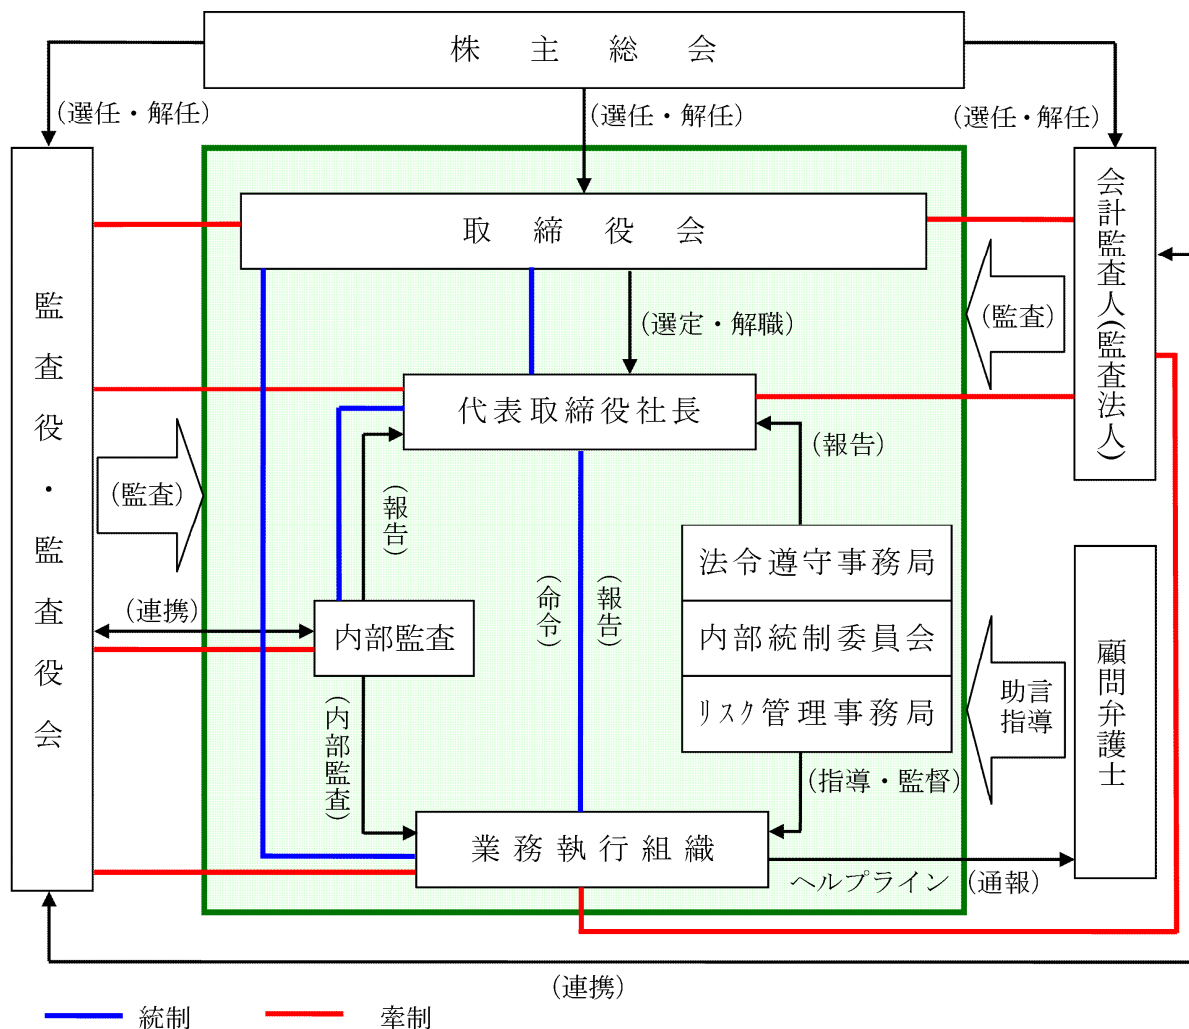 株主総会
(選任・解任)
(選任・解任)
(選任・解任)
取締役会
会計監査人(監査法人)
監査役・監査役会
(監査)
(選定・解職)
代表取締役社長
(報告)
(監査)
(報告)
法令遵守事務局
(命令)
(報告)
(連携)
内部監査
内部統制委員会
顧問弁護士
助言
指導
リスク管理事務局
(内部監査)
(指導・監督)
業務執行組織
ヘルプライン (通報)
(連携)
統制
牽制